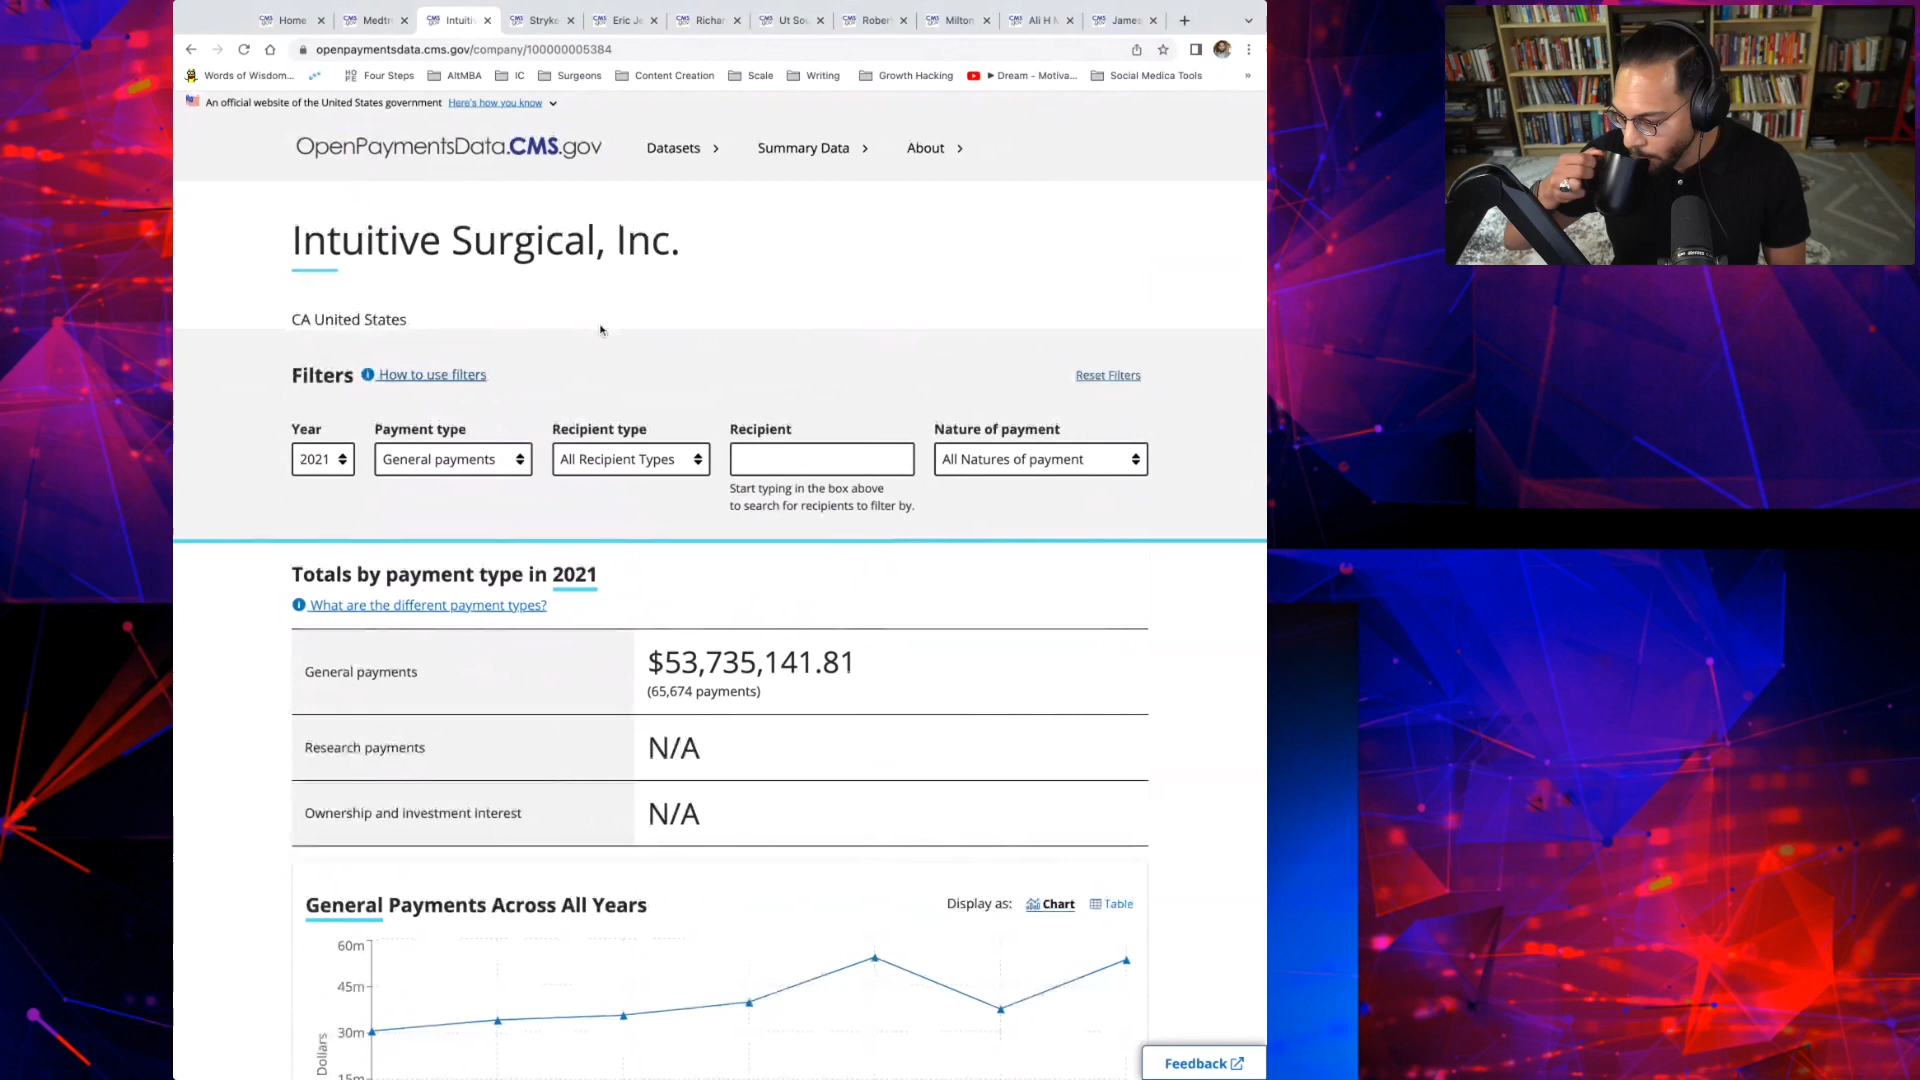 Home
Medtr
Intuiti
Stryke
Eric Je
Richar
Ut Sou
Rober
Milton
Ali H M
James
openpaymentsdata.cms.gov/company/100000005384
Words of Wisdom...
Four Steps
AltMBA
IC
Surgeons
Content Creation
Scale
Writing
Growth Hacking
► Dream - Motiva...
Social Medica Tools
»
An official website of the United States government Here's how you know
OpenPaymentsData.CMS.gov
Datasets
Summary Data
About
Intuitive Surgical, Inc.
CA United States
Filters How to use filters
Reset Filters
Year
Payment type
Recipient type
Recipient
Nature of payment
2021
General payments
All Recipient Types
All Natures of payment
Start typing in the box above
to search for recipients to filter by.
Totals by payment type in 2021
What are the different payment types?
General payments
$53,735,141.81
(65,674 payments)
Research payments
N/A
Ownership and investment interest
N/A
General Payments Across All Years
Display as: Chart Table
60m
45m
30m
15m
Dollars
Feedback